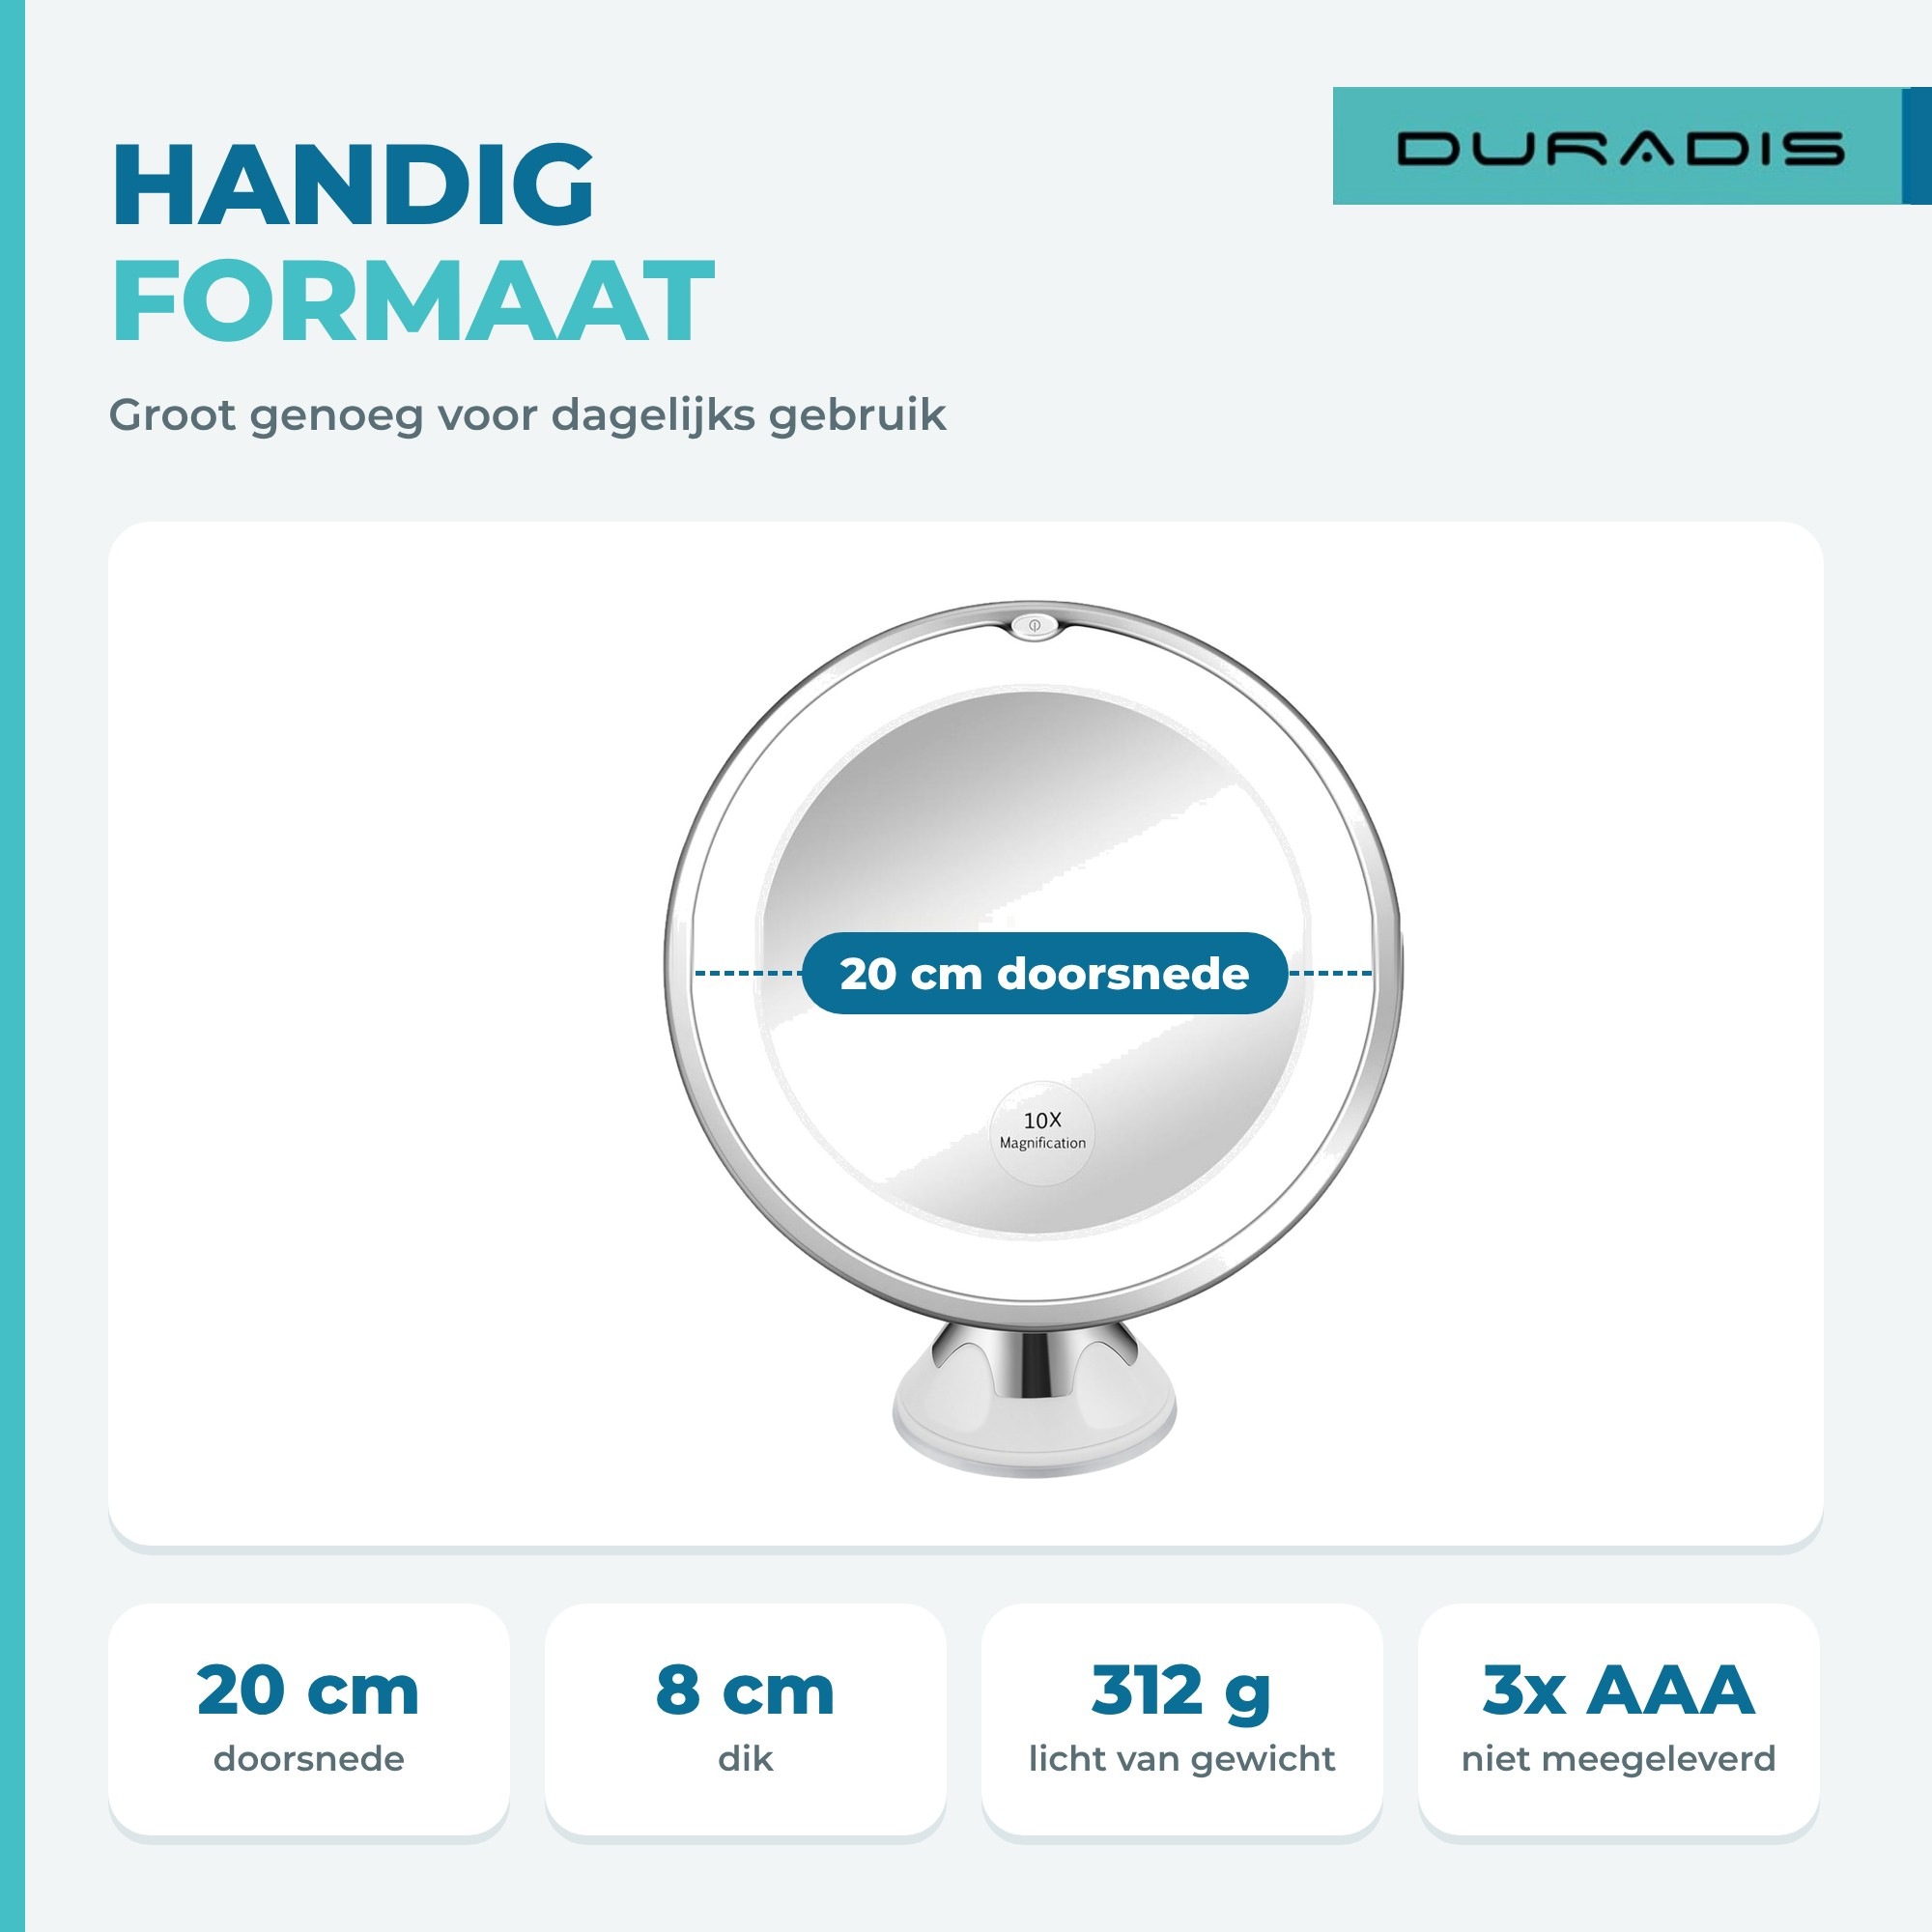 HANDIG
FORMAAT
DURADIS
Groot genoeg voor dagelijks gebruik
20 cm doorsnede
10X
Magnification
20 cm
doorsnede
8 cm
dik
312 g
licht van gewicht
3x AAA
niet meegeleverd